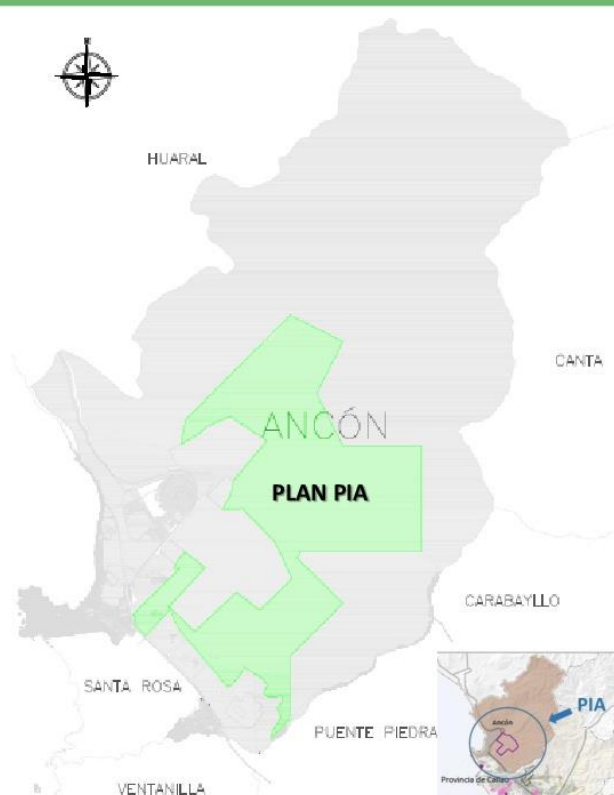 HUARAL
CANTA
ANCÓN
PLAN PIA
CARABAYLLO
SANTA ROSA
PUENTE PIEDRA
VENTANILLA
PIA
ANCÓN
Provincia de Callao